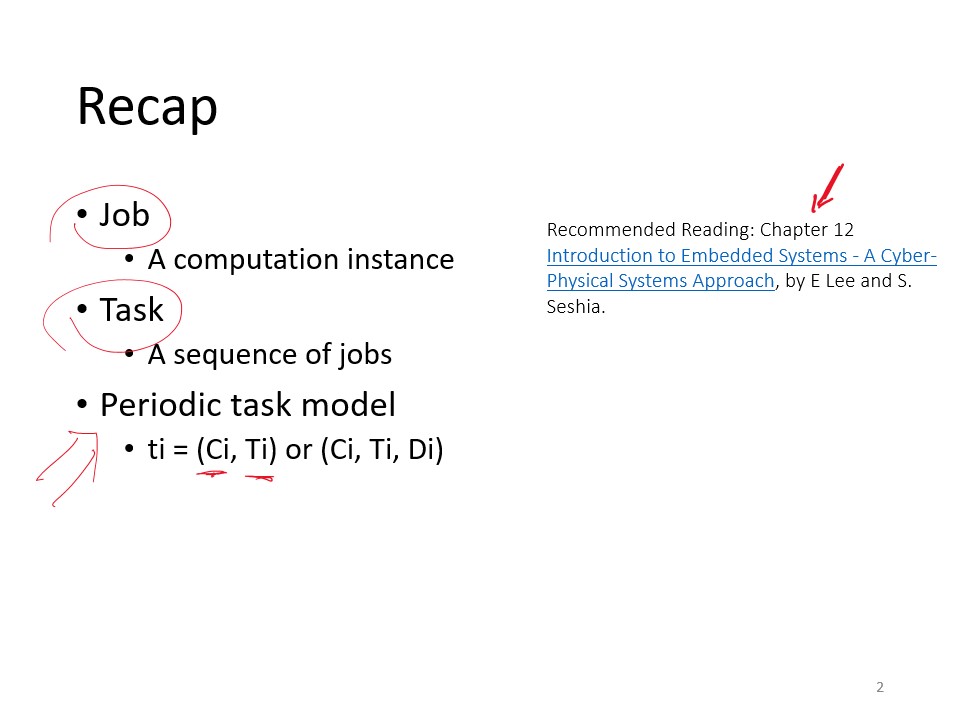 Recap
• Job
• A computation instance
• Task
• A sequence of jobs
• Periodic task model
• ti = (Ci, Ti) or (Ci, Ti, Di)
Recommended Reading: Chapter 12
Introduction to Embedded Systems - A Cyber-
Physical Systems Approach, by E Lee and S.
Seshia.
2